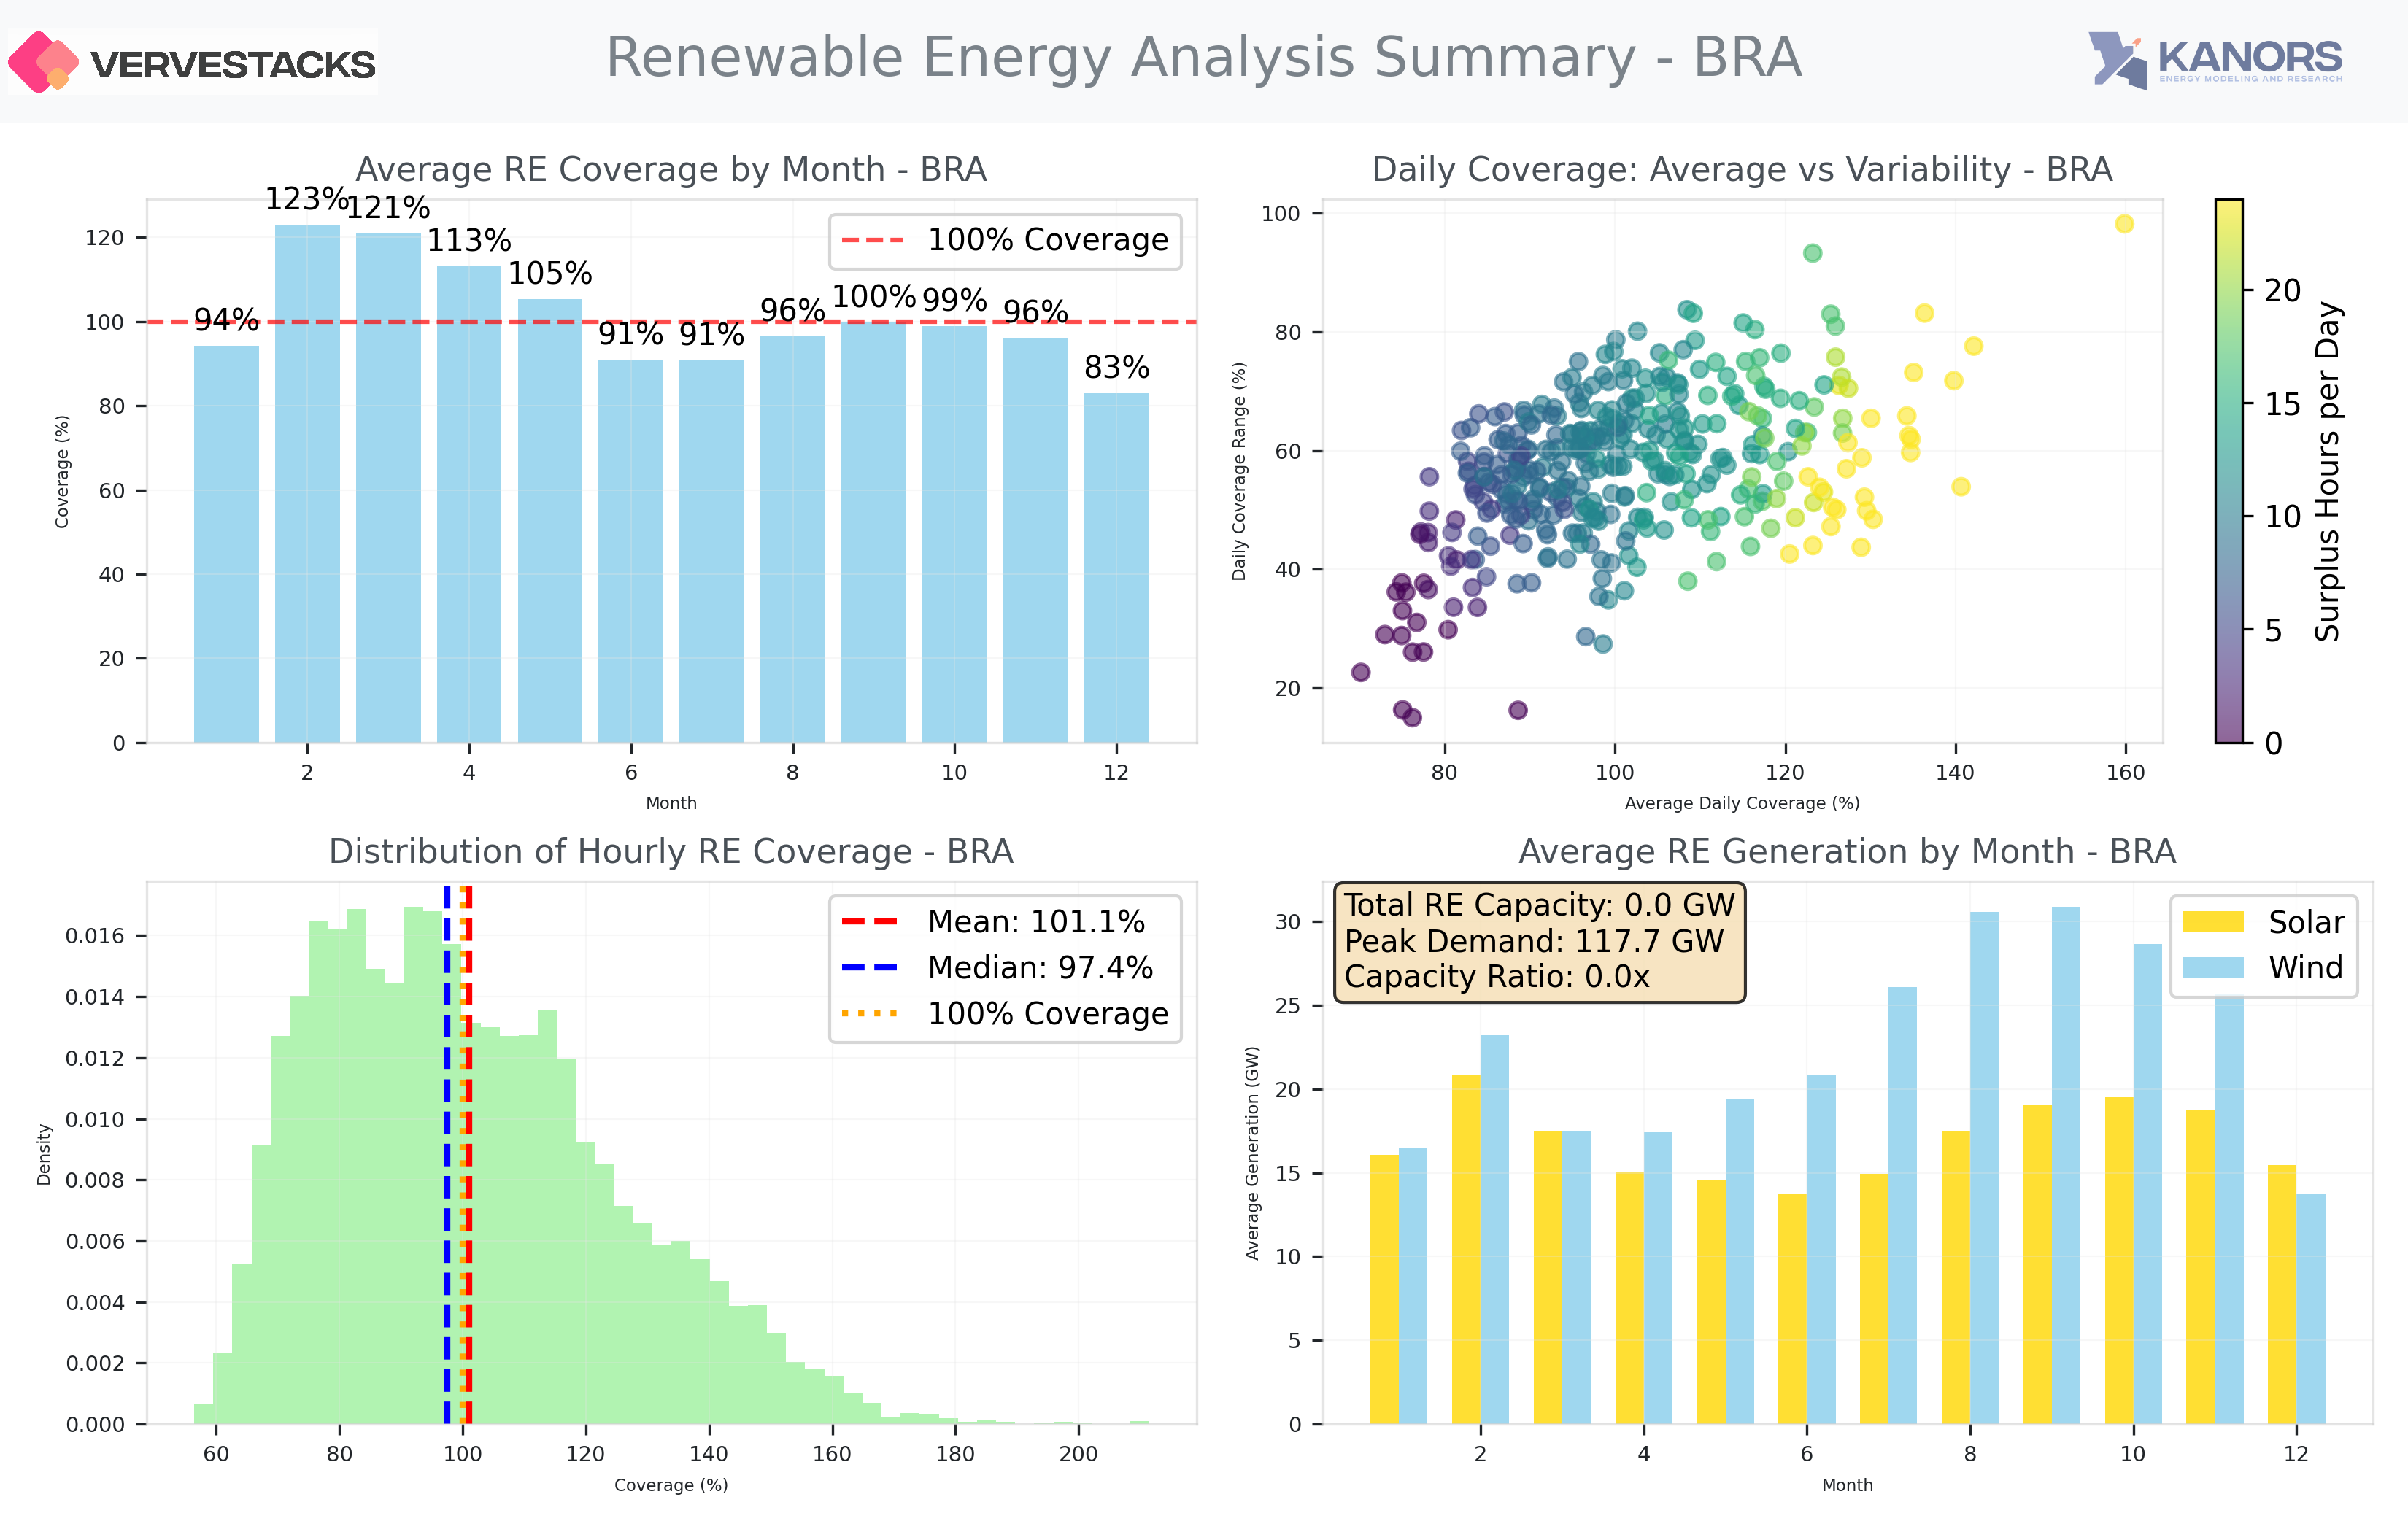 VERVESTACKS
Renewable Energy Analysis Summary - BRA
KANORS
ENERGY MODELING AND RESEARCH
Average RE Coverage by Month - BRA
123%
121%
113%
105%
94%
91%
91%
96%
100%
99%
96%
83%
100% Coverage
120
100
80
60
40
20
0
Coverage (%)
2
4
6
8
10
12
Month
Daily Coverage: Average vs Variability - BRA
100
80
60
40
20
Daily Coverage Range (%)
80
100
120
140
160
Average Daily Coverage (%)
20
15
10
5
0
Surplus Hours per Day
Distribution of Hourly RE Coverage - BRA
Mean: 101.1%
Median: 97.4%
100% Coverage
0.016
0.014
0.012
0.010
0.008
0.006
0.004
0.002
0.000
Density
60
80
100
120
140
160
180
200
Coverage (%)
Average RE Generation by Month - BRA
Total RE Capacity: 0.0 GW
Peak Demand: 117.7 GW
Capacity Ratio: 0.0x
Solar
Wind
30
25
20
15
10
5
0
Average Generation (GW)
2
4
6
8
10
12
Month